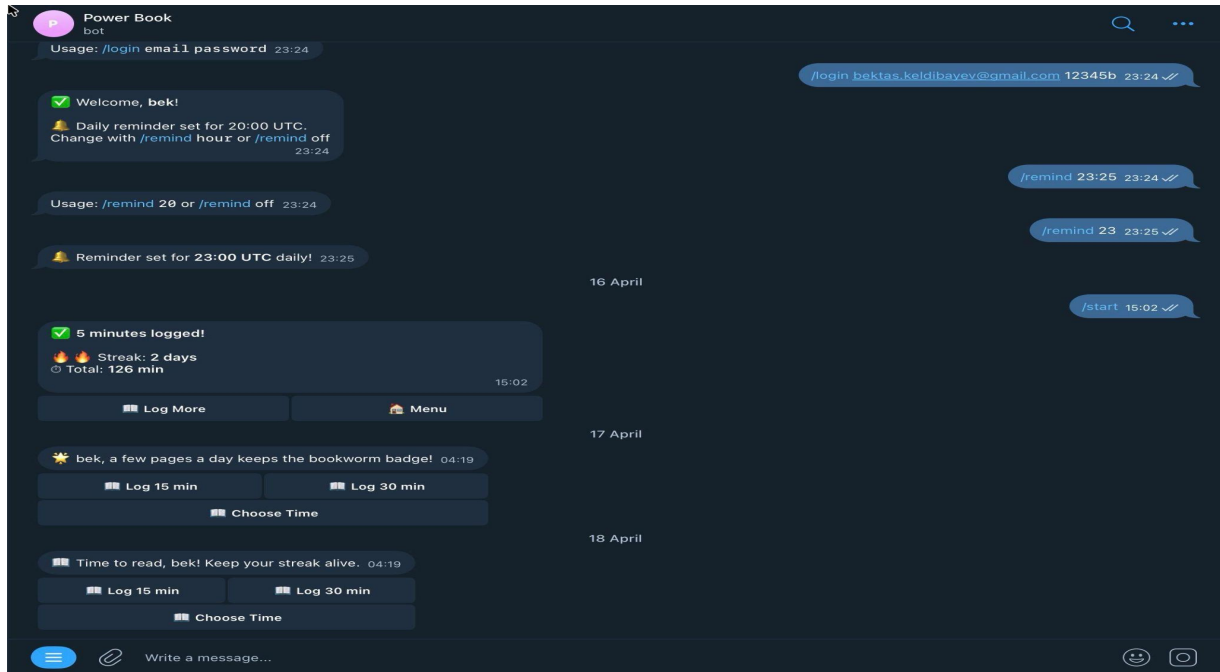 P
Power Book
bot
Usage: /login email password 23:24
/login bektas.keldibayev@gmail.com 12345b 23:24
✅ Welcome, bek!
🔔 Daily reminder set for 20:00 UTC.
Change with /remind hour or /remind off
23:24
/remind 23:25 23:24
Usage: /remind 20 or /remind off 23:24
/remind 23 23:25
🔔 Reminder set for 23:00 UTC daily! 23:25
16 April
/start 15:02
✅ 5 minutes logged!
🔥🔥 Streak: 2 days
⏱ Total: 126 min
15:02
📖 Log More
🏠 Menu
17 April
🌟 bek, a few pages a day keeps the bookworm badge! 04:19
📖 Log 15 min
📖 Log 30 min
📖 Choose Time
18 April
📖 Time to read, bek! Keep your streak alive. 04:19
📖 Log 15 min
📖 Log 30 min
📖 Choose Time
Write a message...